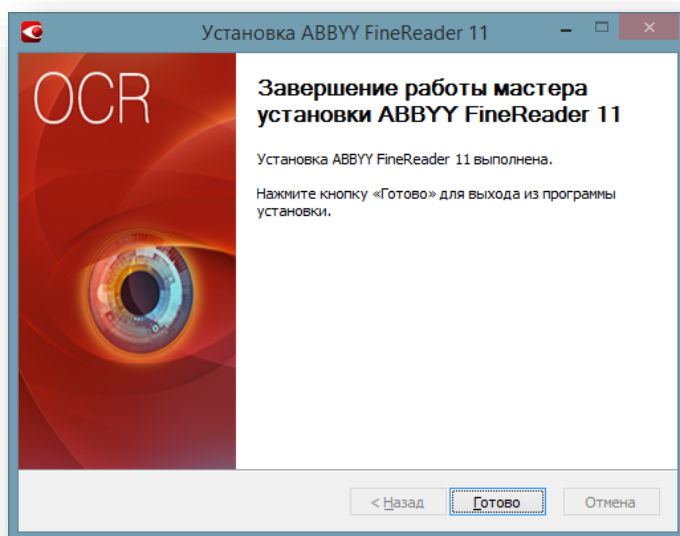 Установка ABBYY FineReader 11
OCR
Завершение работы мастера
установки ABBYY FineReader 11
Установка ABBYY FineReader 11 выполнена.
Нажмите кнопку «Готово» для выхода из программы
установки.
< Назад
Готово
Отмена